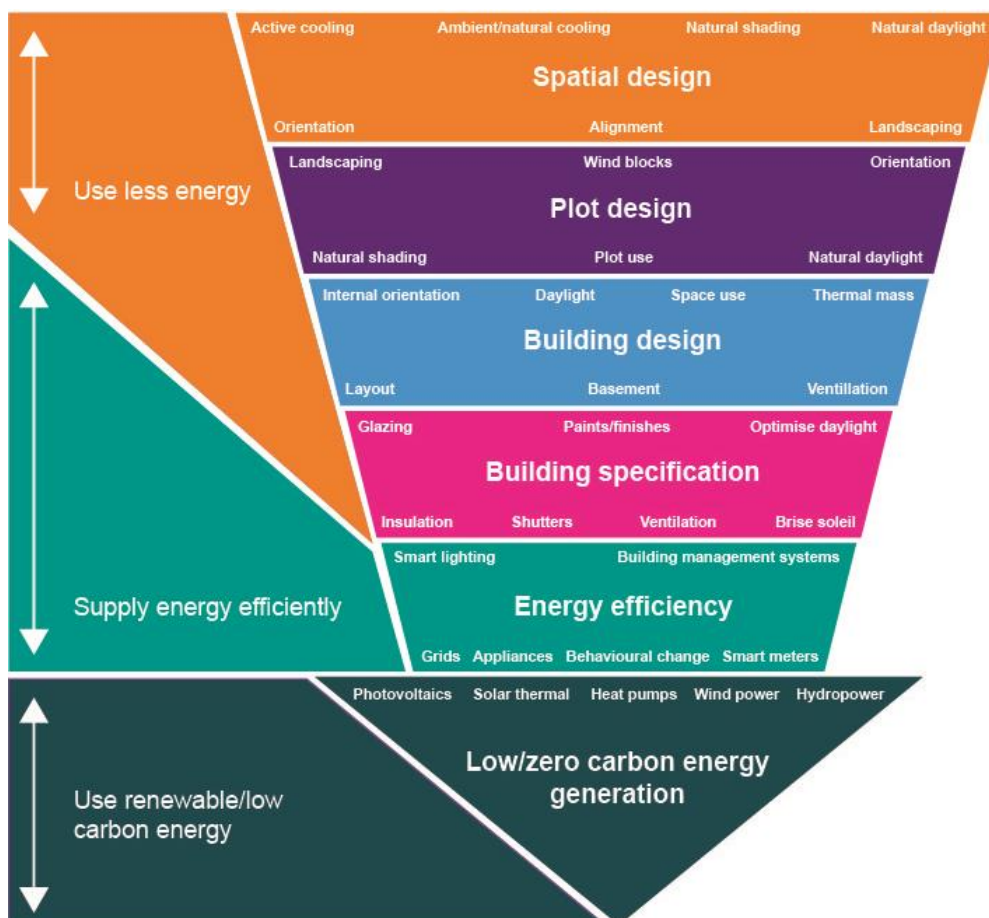 Active cooling Ambient/natural cooling Natural shading Natural daylight
Spatial design
Orientation Alignment Landscaping
Landscaping Wind blocks Orientation
Use less energy
Plot design
Natural shading Plot use Natural daylight
Internal orientation Daylight Space use Thermal mass
Building design
Layout Basement Ventillation
Glazing Paints/finishes Optimise daylight
Building specification
Insulation Shutters Ventilation Brise soleil
Smart lighting Building management systems
Supply energy efficiently
Energy efficiency
Grids Appliances Behavioural change Smart meters
Photovoltaics Solar thermal Heat pumps Wind power Hydropower
Low/zero carbon energy
generation
Use renewable/low
carbon energy